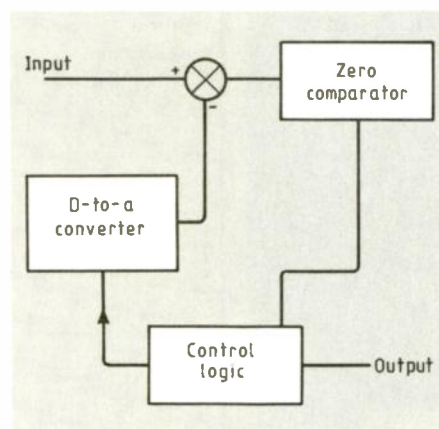 Input
+
-
Zero
comparator
D-to-a
converter
Control
logic
Output